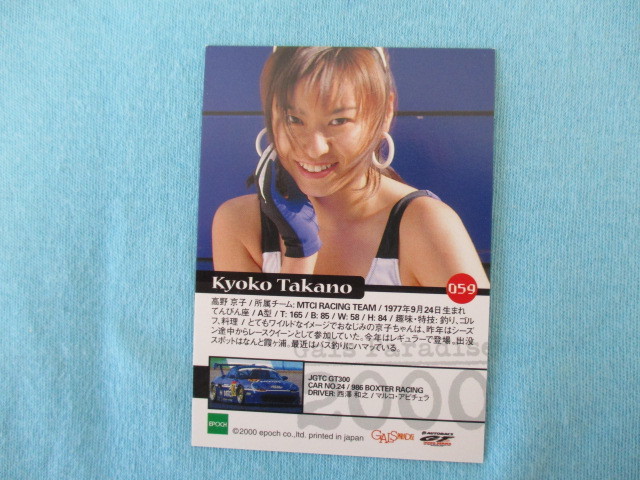 Kyoko Takano
059
高野 京子 / 所属チーム: MTCI RACING TEAM / 1977年9月24日生まれ
てんびん座 / A型 / T: 165 / B: 85 / W: 58 / H: 84 / 趣味・特技: 釣り、ゴル
フ、料理 / とてもワイルドなイメージでおなじみの京子ちゃんは、昨年はシーズ
ン途中からレースクイーンとして参加していた。今年はレギュラーで登場。出没
スポットはなんと霞ヶ浦。最近はバス釣りにハマッている。
Gals Paradise
2000
JGTC GT300
CAR NO.24 / 986 BOXTER RACING
DRIVER: 西澤 和之 / マルコ・アピチェラ
EPOCH
©2000 epoch co.,ltd. printed in japan
GALS PARADISE
GT